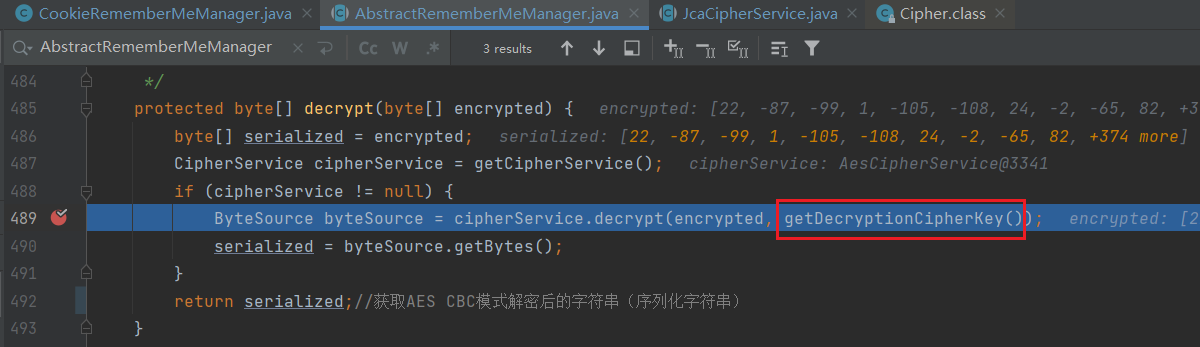 CookieRememberMeManager.java × AbstractRememberMeManager.java × JcaCipherService.java × Cipher.class ×
AbstractRememberMeManager × Cc W .* 3 results
484 */
485 protected byte[] decrypt(byte[] encrypted) { encrypted: [22, -87, -99, 1, -105, -108, 24, -2, -65, 82, +3
486 byte[] serialized = encrypted; serialized: [22, -87, -99, 1, -105, -108, 24, -2, -65, 82, +374 more]
487 CipherService cipherService = getCipherService(); cipherService: AesCipherService@3341
488 if (cipherService != null) {
489 ByteSource byteSource = cipherService.decrypt(encrypted, getDecryptionCipherKey()); encrypted: [2
490 serialized = byteSource.getBytes();
491 }
492 return serialized;//获取AES CBC模式解密后的字符串（序列化字符串）
493 }